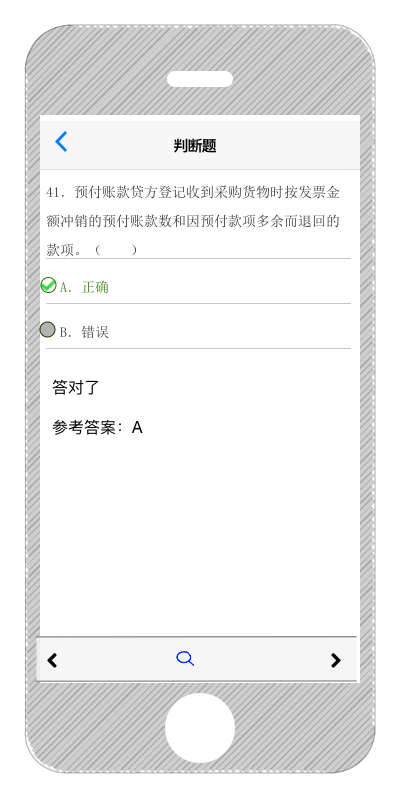 判断题
41. 预付账款贷方登记收到采购货物时按发票金
额冲销的预付账款数和因预付款项多余而退回的
款项。（　　）
A. 正确
B. 错误
答对了
参考答案：A